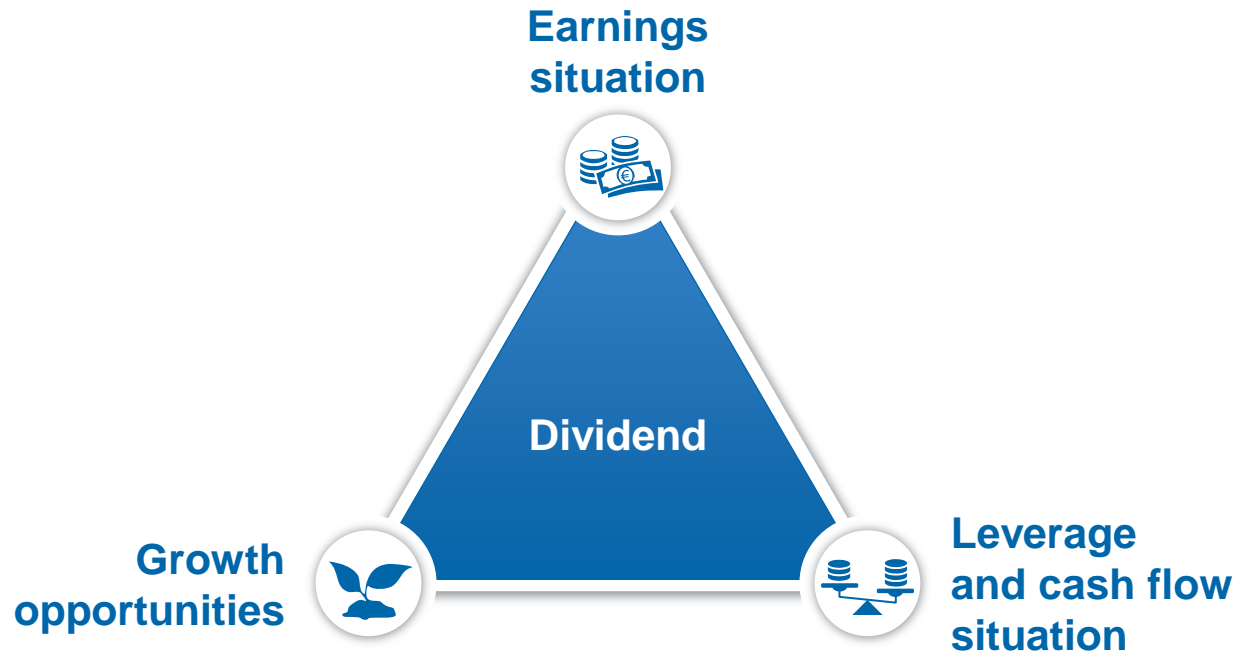 Earnings
situation
€
Dividend
Growth
opportunities
Leverage
and cash flow
situation